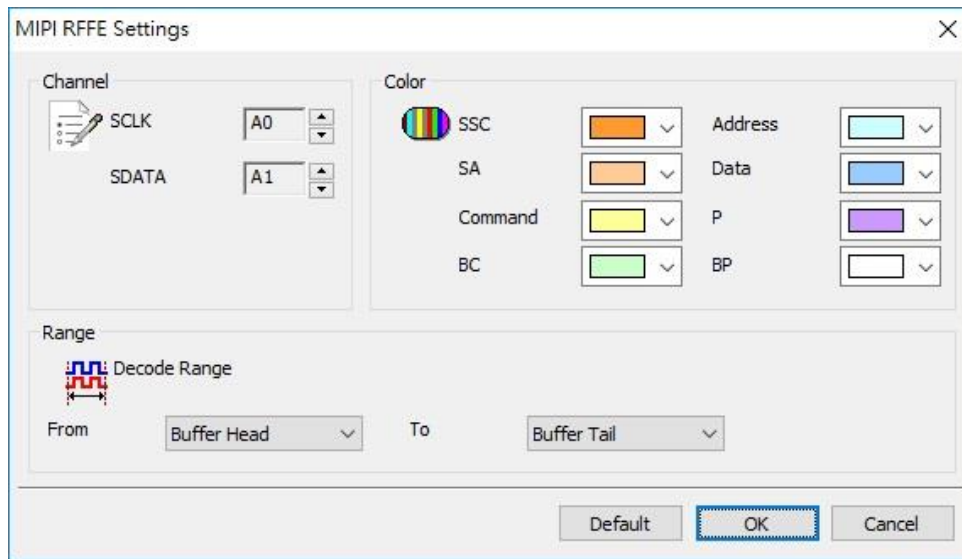 MIPI RFFE Settings
Channel
SCLK A0
SDATA A1
Color
SSC Address
SA Data
Command P
BC BP
Range
Decode Range
From Buffer Head To Buffer Tail
Default OK Cancel